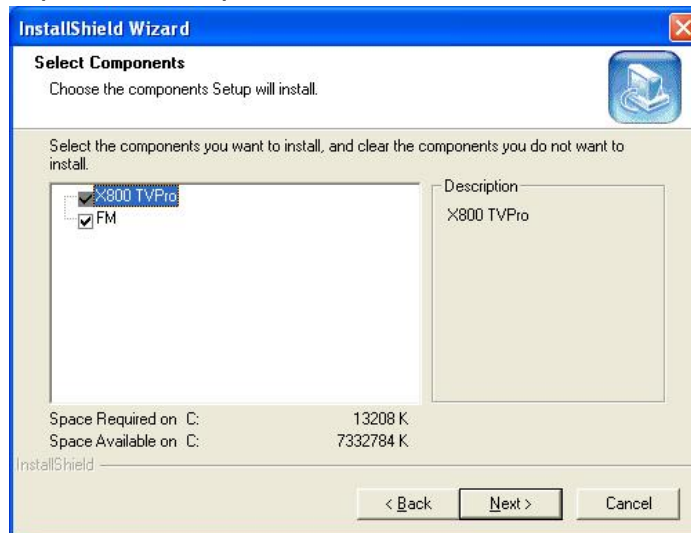 InstallShield Wizard
Select Components
Choose the components Setup will install.
Select the components you want to install, and clear the components you do not want to
install.
X800 TVPro
FM
Description
X800 TVPro
Space Required on C: 13208 K
Space Available on C: 7332784 K
InstallShield
< Back Next > Cancel